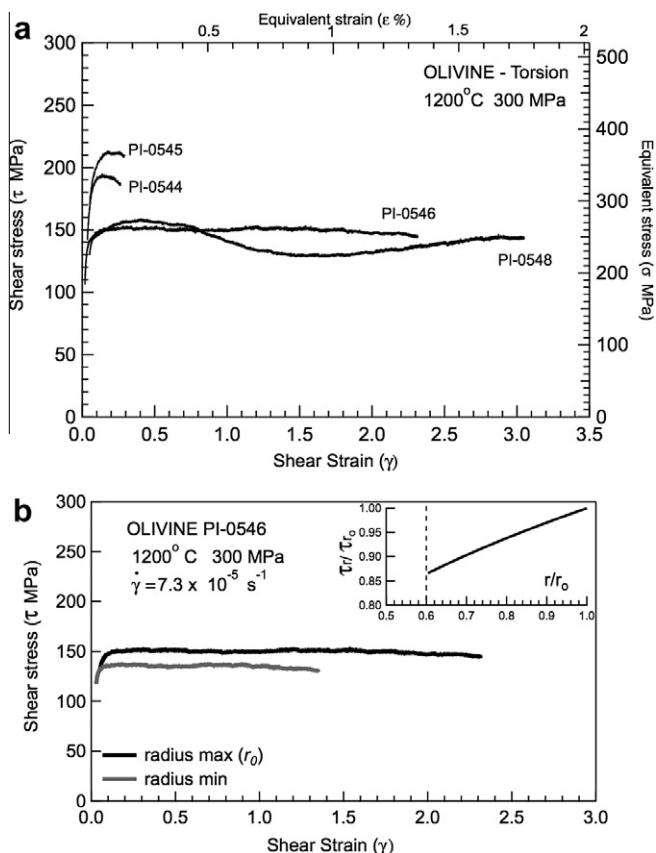 a
Equivalent strain (ε %)
0 0.5 1 1.5 2
300
250
200
150
100
50
0
Shear stress (τ MPa)
OLIVINE - Torsion
1200°C 300 MPa
PI-0545
PI-0544
PI-0546
PI-0548
500
400
300
200
100
0
Equivalent stress (σ MPa)
0 0.5 1.0 1.5 2.0 2.5 3.0 3.5
Shear Strain (γ)
b
300
250
200
150
100
50
0
Shear stress (τ MPa)
OLIVINE PI-0546
1200° C 300 MPa
γ̇ = 7.3 x 10⁻⁵ s⁻¹
1.00
0.95
0.90
0.85
0.80
τr/ τro
r/ro
0.5 0.6 0.7 0.8 0.9 1.0
radius max (r0)
radius min
0.0 0.5 1.0 1.5 2.0 2.5 3.0
Shear Strain (γ)